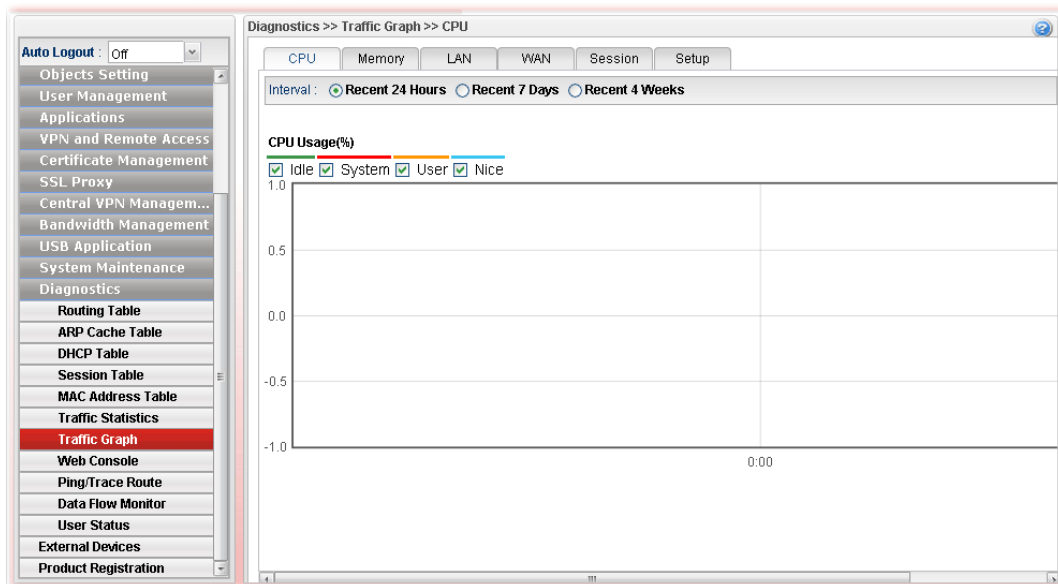 Diagnostics >> Traffic Graph >> CPU
Auto Logout : Off
Objects Setting
User Management
Applications
VPN and Remote Access
Certificate Management
SSL Proxy
Central VPN Managem...
Bandwidth Management
USB Application
System Maintenance
Diagnostics
Routing Table
ARP Cache Table
DHCP Table
Session Table
MAC Address Table
Traffic Statistics
Traffic Graph
Web Console
Ping/Trace Route
Data Flow Monitor
User Status
External Devices
Product Registration
CPU Memory LAN WAN Session Setup
Interval : Recent 24 Hours Recent 7 Days Recent 4 Weeks
CPU Usage(%)
Idle System User Nice
1.0
0.5
0.0
-0.5
-1.0
0:00